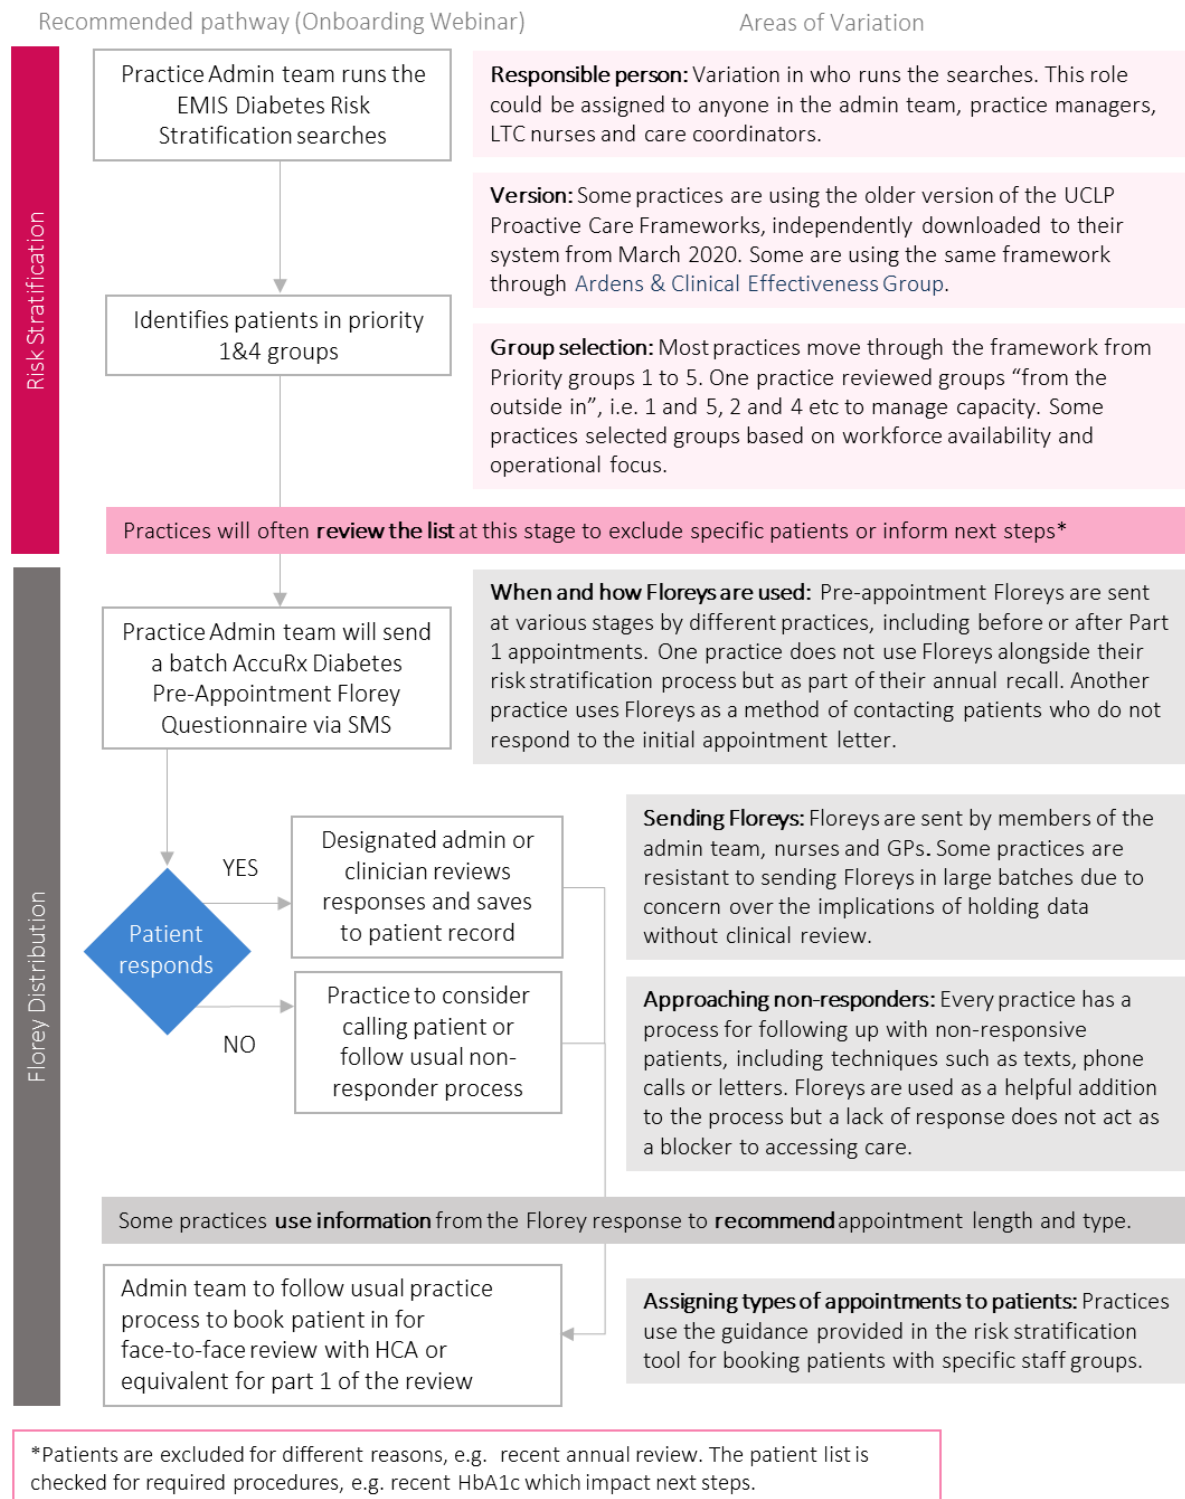 Recommended pathway (Onboarding Webinar)
Areas of Variation
Risk Stratification
Practice Admin team runs the
EMIS Diabetes Risk
Stratification searches
Responsible person: Variation in who runs the searches. This role
could be assigned to anyone in the admin team, practice managers,
LTC nurses and care coordinators.
Version: Some practices are using the older version of the UCLP
Proactive Care Frameworks, independently downloaded to their
system from March 2020. Some are using the same framework
through Ardens & Clinical Effectiveness Group.
Identifies patients in priority
1&4 groups
Group selection: Most practices move through the framework from
Priority groups 1 to 5. One practice reviewed groups “from the
outside in”, i.e. 1 and 5, 2 and 4 etc to manage capacity. Some
practices selected groups based on workforce availability and
operational focus.
Practices will often review the list at this stage to exclude specific patients or inform next steps*
Florey Distribution
Practice Admin team will send
a batch AccuRx Diabetes
Pre-Appointment Florey
Questionnaire via SMS
When and how Floreys are used: Pre-appointment Floreys are sent
at various stages by different practices, including before or after Part
1 appointments. One practice does not use Floreys alongside their
risk stratification process but as part of their annual recall. Another
practice uses Floreys as a method of contacting patients who do not
respond to the initial appointment letter.
Patient
responds
YES
Designated admin or
clinician reviews
responses and saves
to patient record
Sending Floreys: Floreys are sent by members of the
admin team, nurses and GPs. Some practices are
resistant to sending Floreys in large batches due to
concern over the implications of holding data
without clinical review.
NO
Practice to consider
calling patient or
follow usual non-
responder process
Approaching non-responders: Every practice has a
process for following up with non-responsive
patients, including techniques such as texts, phone
calls or letters. Floreys are used as a helpful addition
to the process but a lack of response does not act as
a blocker to accessing care.
Some practices use information from the Florey response to recommend appointment length and type.
Admin team to follow usual practice
process to book patient in for
face-to-face review with HCA or
equivalent for part 1 of the review
Assigning types of appointments to patients: Practices
use the guidance provided in the risk stratification
tool for booking patients with specific staff groups.
*Patients are excluded for different reasons, e.g. recent annual review. The patient list is
checked for required procedures, e.g. recent HbA1c which impact next steps.